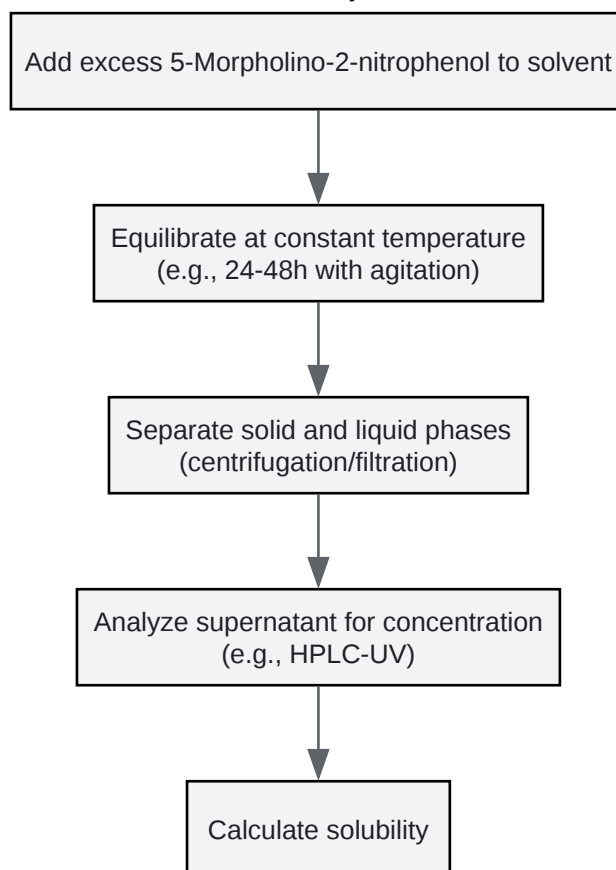 Add excess 5-Morpholino-2-nitrophenol to solvent
Equilibrate at constant temperature
(e.g., 24-48h with agitation)
Separate solid and liquid phases
(centrifugation/filtration)
Analyze supernatant for concentration
(e.g., HPLC-UV)
Calculate solubility